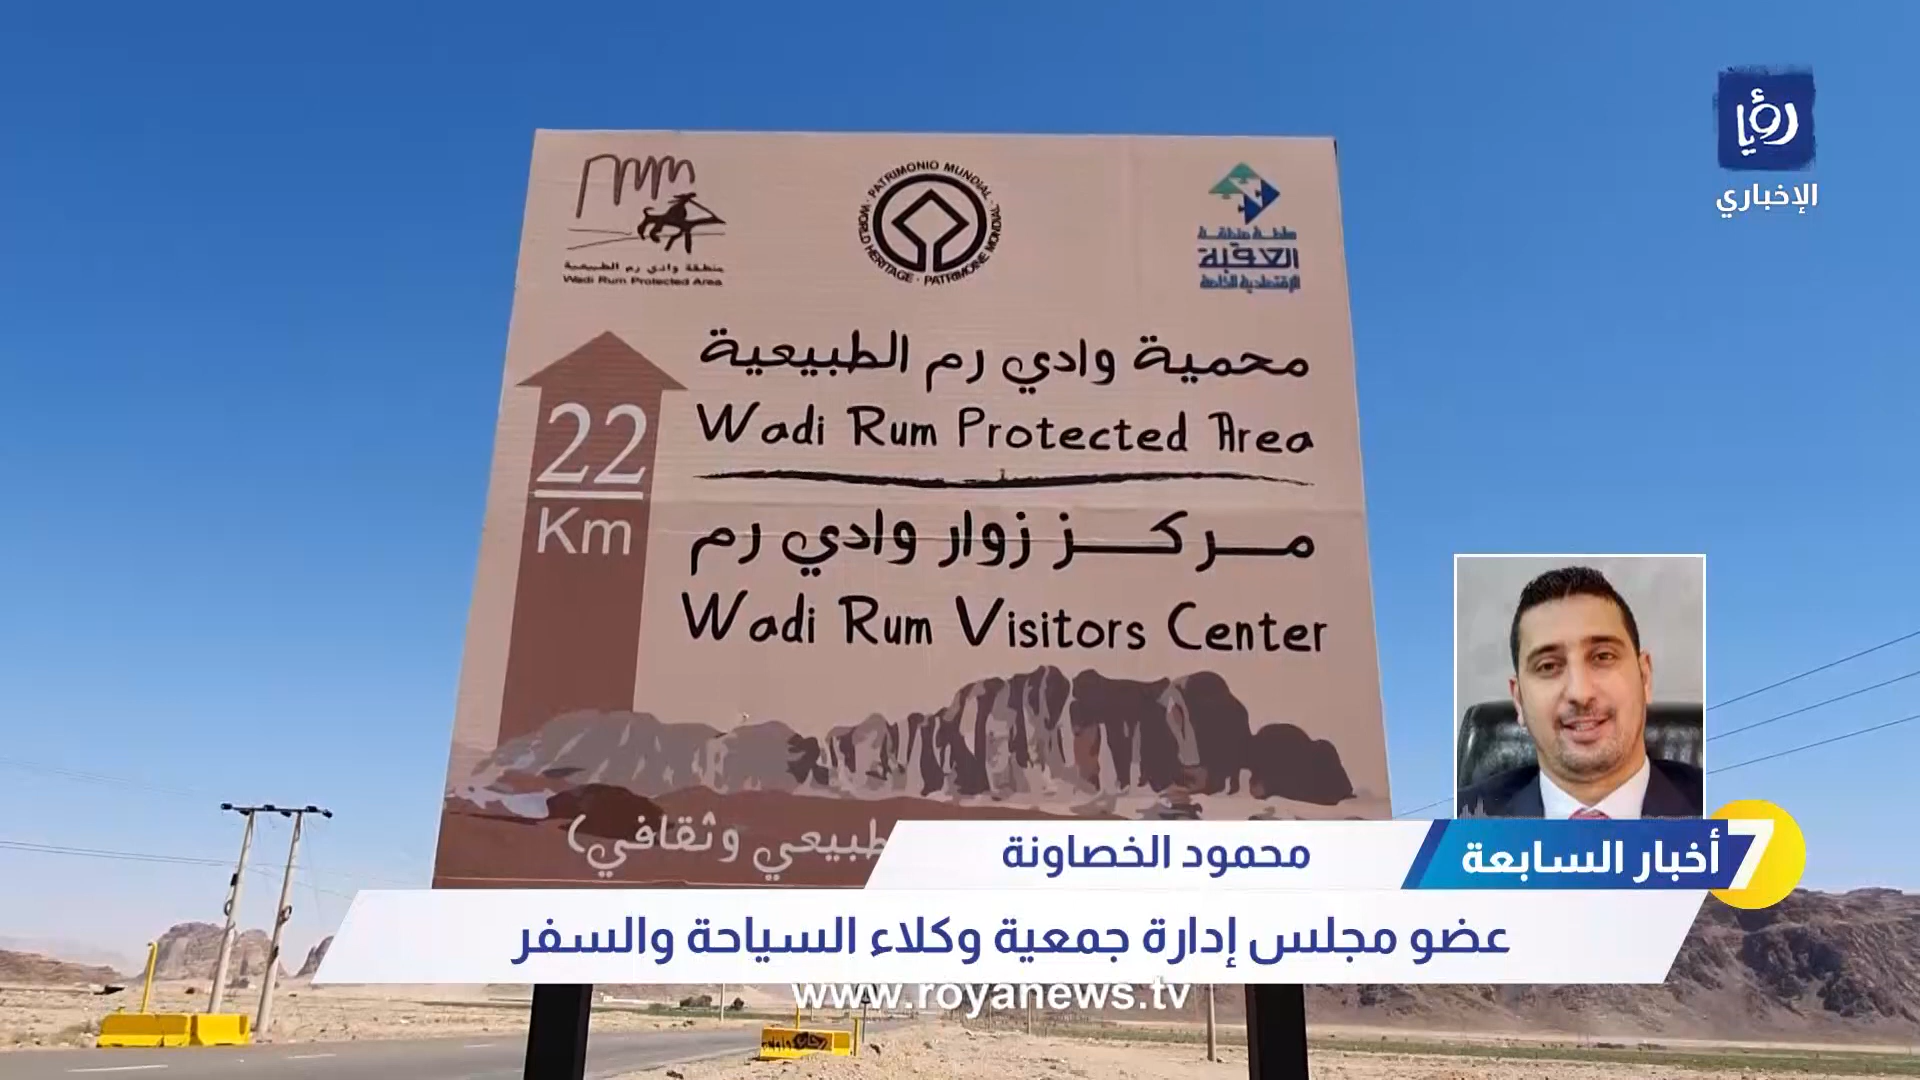 رؤيا
الإخباري
منطقة وادي رم الطبيعية
Wadi Rum Protected Area
PATRIMONIO MUNDIAL · WORLD HERITAGE · PATRIMOINE MONDIAL ·
سلطة منطقة
العقبة
الاقتصادية الخاصة
محمية وادي رم الطبيعية
Wadi Rum Protected Area
22
Km
مركز زوار وادي رم
Wadi Rum Visitors Center
طبيعي وثقافي)
محمود الخصاونة
أخبار السابعة 7
عضو مجلس إدارة جمعية وكلاء السياحة والسفر
www.royanews.tv